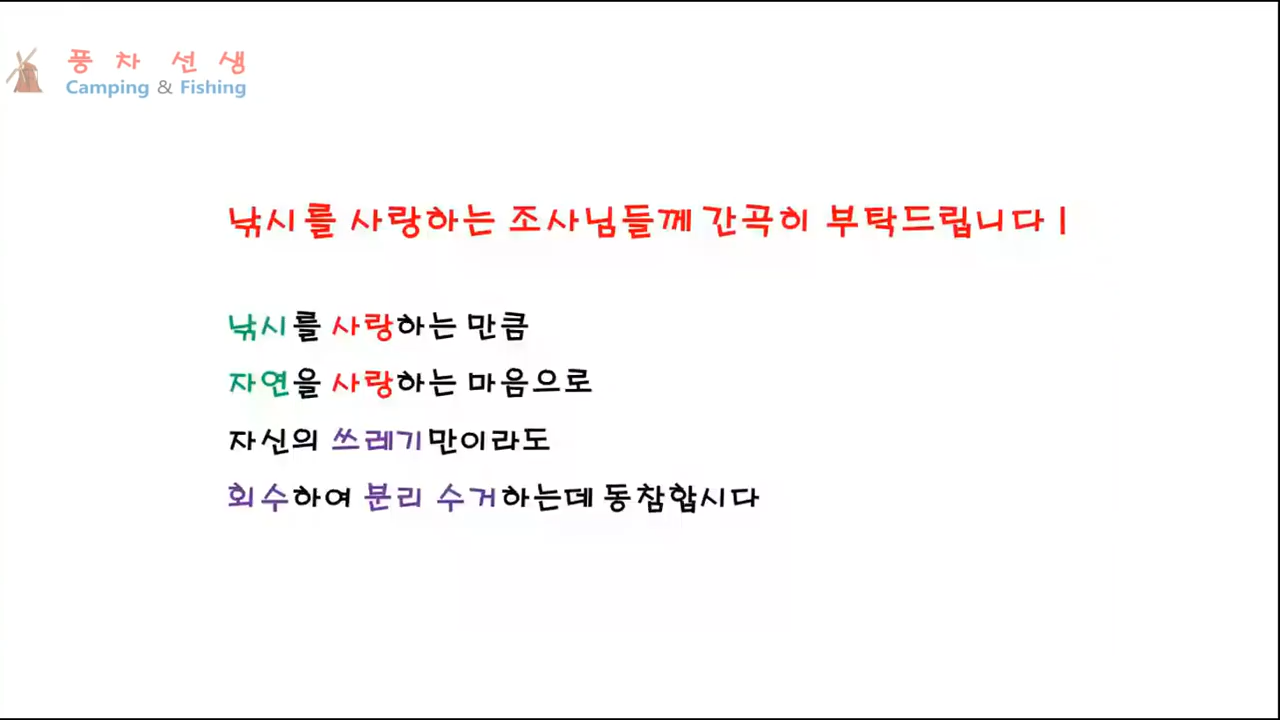 풍차 선생
Camping & Fishing
낚시를 사랑하는 조사님들께 간곡히 부탁드립니다 !
낚시를 사랑하는 만큼
자연을 사랑하는 마음으로
자신의 쓰레기만이라도
회수하여 분리 수거하는데 동참합시다